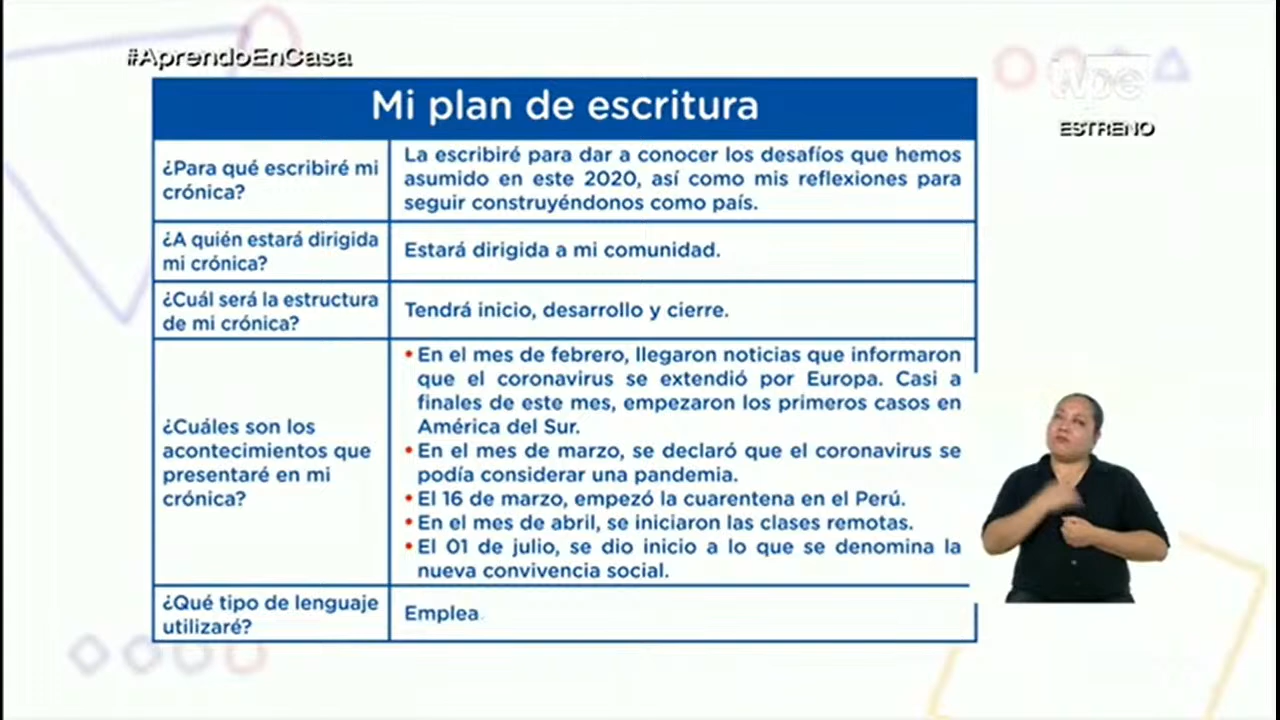 #AprendoEnCasa
tvpe
ESTRENO
Mi plan de escritura
¿Para qué escribiré mi
crónica?
La escribiré para dar a conocer los desafíos que hemos
asumido en este 2020, así como mis reflexiones para
seguir construyéndonos como país.
¿A quién estará dirigida
mi crónica?
Estará dirigida a mi comunidad.
¿Cuál será la estructura
de mi crónica?
Tendrá inicio, desarrollo y cierre.
¿Cuáles son los
acontecimientos que
presentaré en mi
crónica?
• En el mes de febrero, llegaron noticias que informaron
que el coronavirus se extendió por Europa. Casi a
finales de este mes, empezaron los primeros casos en
América del Sur.
• En el mes de marzo, se declaró que el coronavirus se
podía considerar una pandemia.
• El 16 de marzo, empezó la cuarentena en el Perú.
• En el mes de abril, se iniciaron las clases remotas.
• El 01 de julio, se dio inicio a lo que se denomina la
nueva convivencia social.
¿Qué tipo de lenguaje
utilizaré?
Emplea